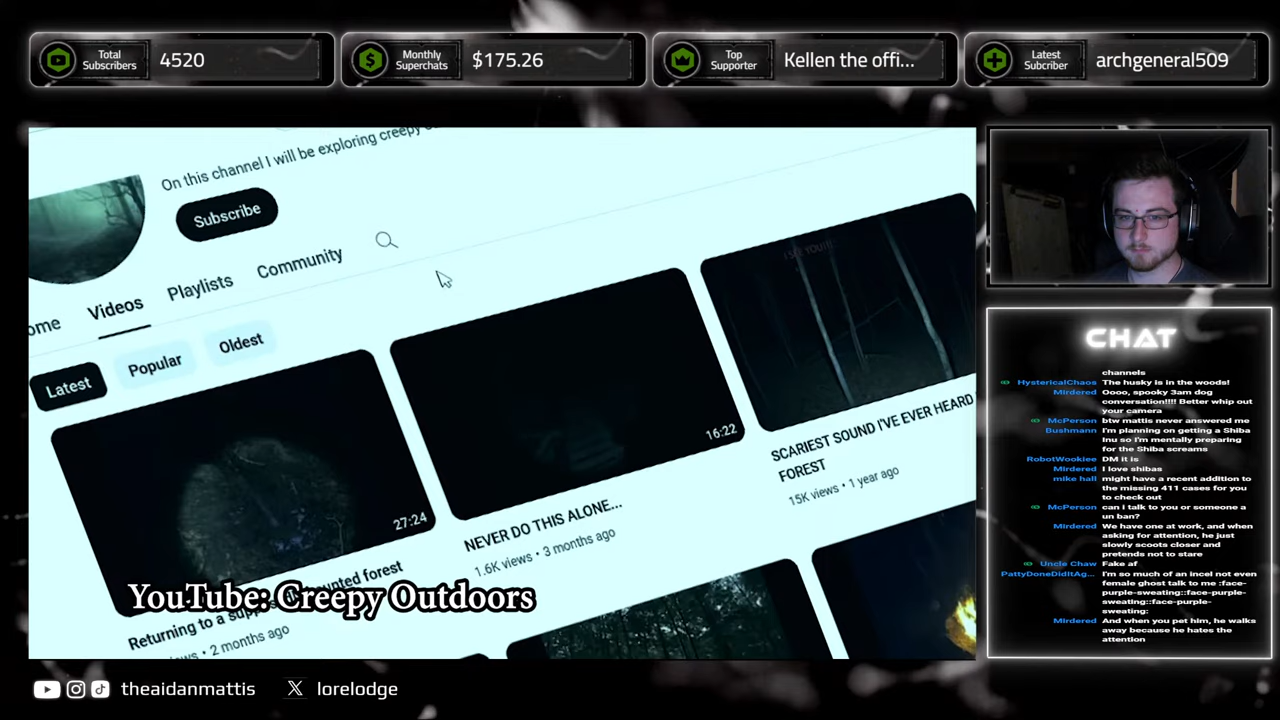 Total
Subscribers
4520
Monthly
Superchats
$175.26
Top
Supporter
Kellen the offi...
Latest
Subcriber
archgeneral509
On this channel I will be exploring creepy
Subscribe
ome
Videos
Playlists
Community
Latest
Popular
Oldest
27:24
16:22
I SEE YOU!!!
NEVER DO THIS ALONE...
1.6K views • 3 months ago
SCARIEST SOUND I'VE EVER HEARD
FOREST
15K views • 1 year ago
Returning to a supposedly haunted forest
views • 2 months ago
YouTube: Creepy Outdoors
CHAT
channels
HystericalChaos The husky is in the woods!
Mirdered Oooo, spooky 3am dog
conversation!!!! Better whip out
your camera
McPerson btw mattis never answered me
Bushmann I'm planning on getting a Shiba
Inu so I'm mentally preparing
for the Shiba screams
RobotWookiee DM it is
Mirdered I love shibas
mike hall might have a recent addition to
the missing 411 cases for you
to check out
McPerson can I talk to you or someone a
un ban?
Mirdered We have one at work, and when
asking for attention, he just
slowly scoots closer and
pretends not to stare
Uncle Chaw Fake af
PattyDoneDidItAg... I'm so much of an incel not even
female ghost talk to me :face-
purple-sweating::face-purple-
sweating::face-purple-sweating:
Mirdered And when you pet him, he walks
away because he hates the
attention
theaidanmattis
lorelodge